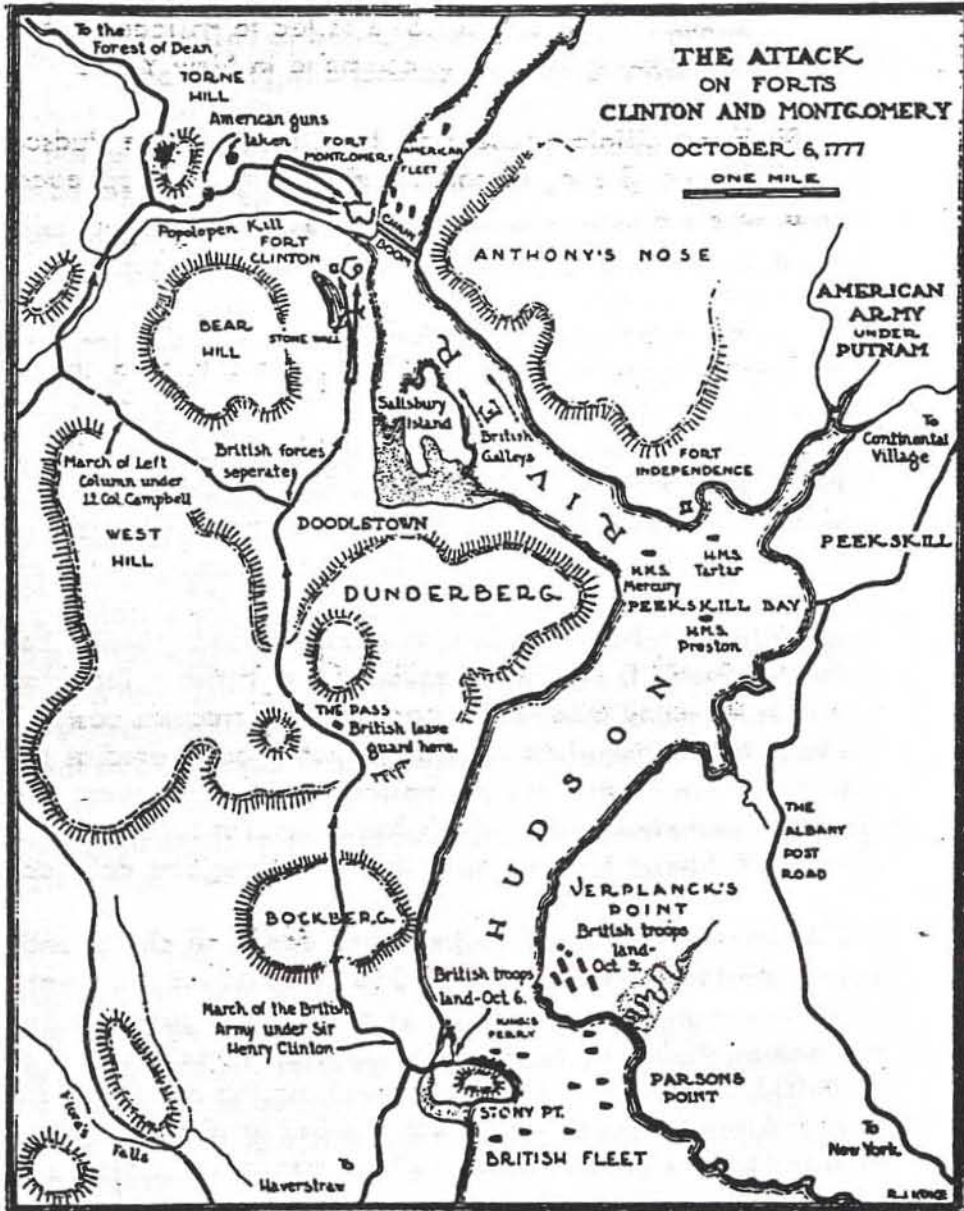 THE ATTACK
ON FORTS
CLINTON AND MONTGOMERY
OCTOBER 6, 1777
ONE MILE
To the
Forest of Dean
TORNE
HILL
American guns
taken
FORT
MONTGOMERY
AMERICAN
FLEET
CHAIN
BOOM
Popolopen Kill
FORT
CLINTON
ANTHONY'S NOSE
AMERICAN
ARMY
UNDER
PUTNAM
BEAR
HILL
STONE WALL
Salisbury
Island
British
Galleys
To
Continental
Village
March of Left
Column under
Lt. Col. Campbell
British forces
seperate
FORT
INDEPENDENCE
WEST
HILL
DOODLETOWN
PEEKSKILL
H.M.S.
Tartar
H.M.S.
Mercury
DUNDERBERG
PEEKSKILL BAY
H.M.S.
Preston
THE PASS
British leave
guard here.
HUDSON RIVER
THE
ALBANY
POST
ROAD
VERPLANCK'S
POINT
British troops
land-
Oct 5.
BOCKBERG
British troops
land-Oct 6.
March of the British
Army under Sir
Henry Clinton
KING'S
FERRY
PARSONS
POINT
STONY PT.
BRITISH FLEET
Falls
To
Haverstraw
To
New York